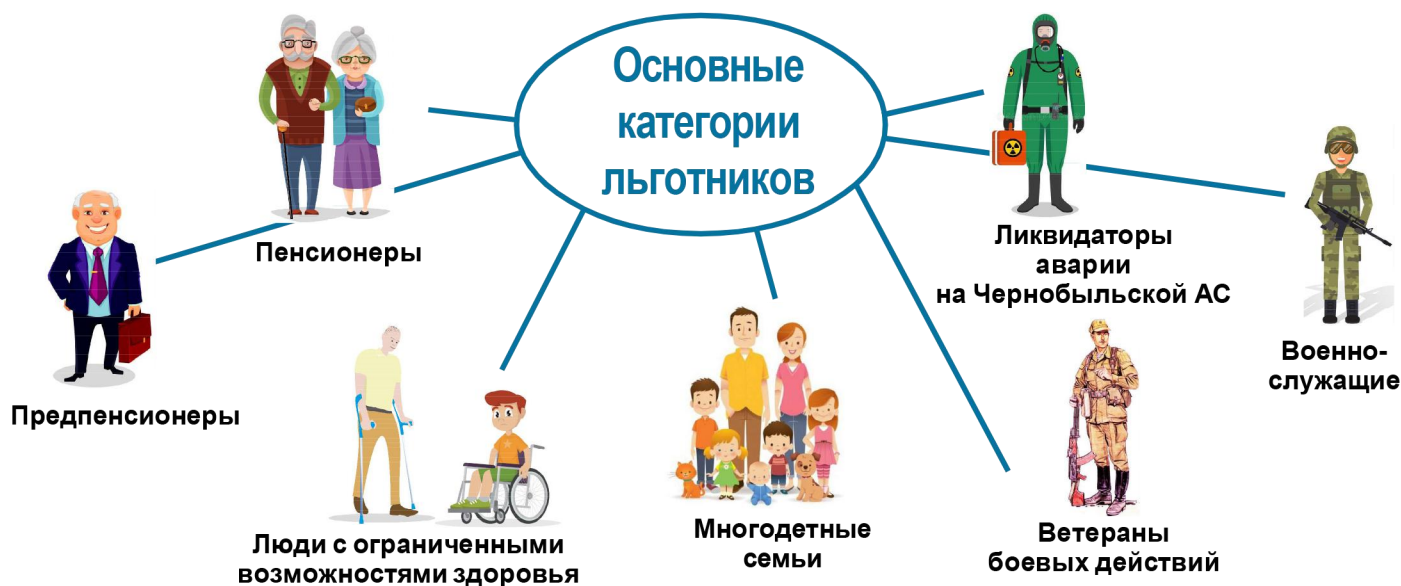 Основные
категории
льготников
Пенсионеры
Предпенсионеры
Люди с ограниченными
возможностями здоровья
Многодетные
семьи
Ветераны
боевых действий
Ликвидаторы
аварии
на Чернобыльской АС
Военно-
служащие